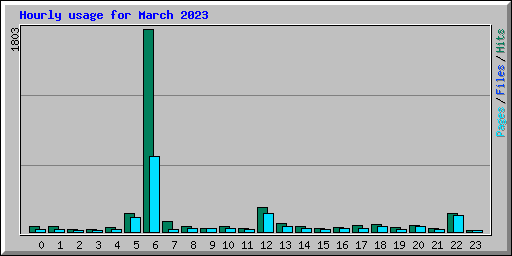 Hourly usage for March 2023
1803
Pages/Files/Hits
0 1 2 3 4 5 6 7 8 9 10 11 12 13 14 15 16 17 18 19 20 21 22 23